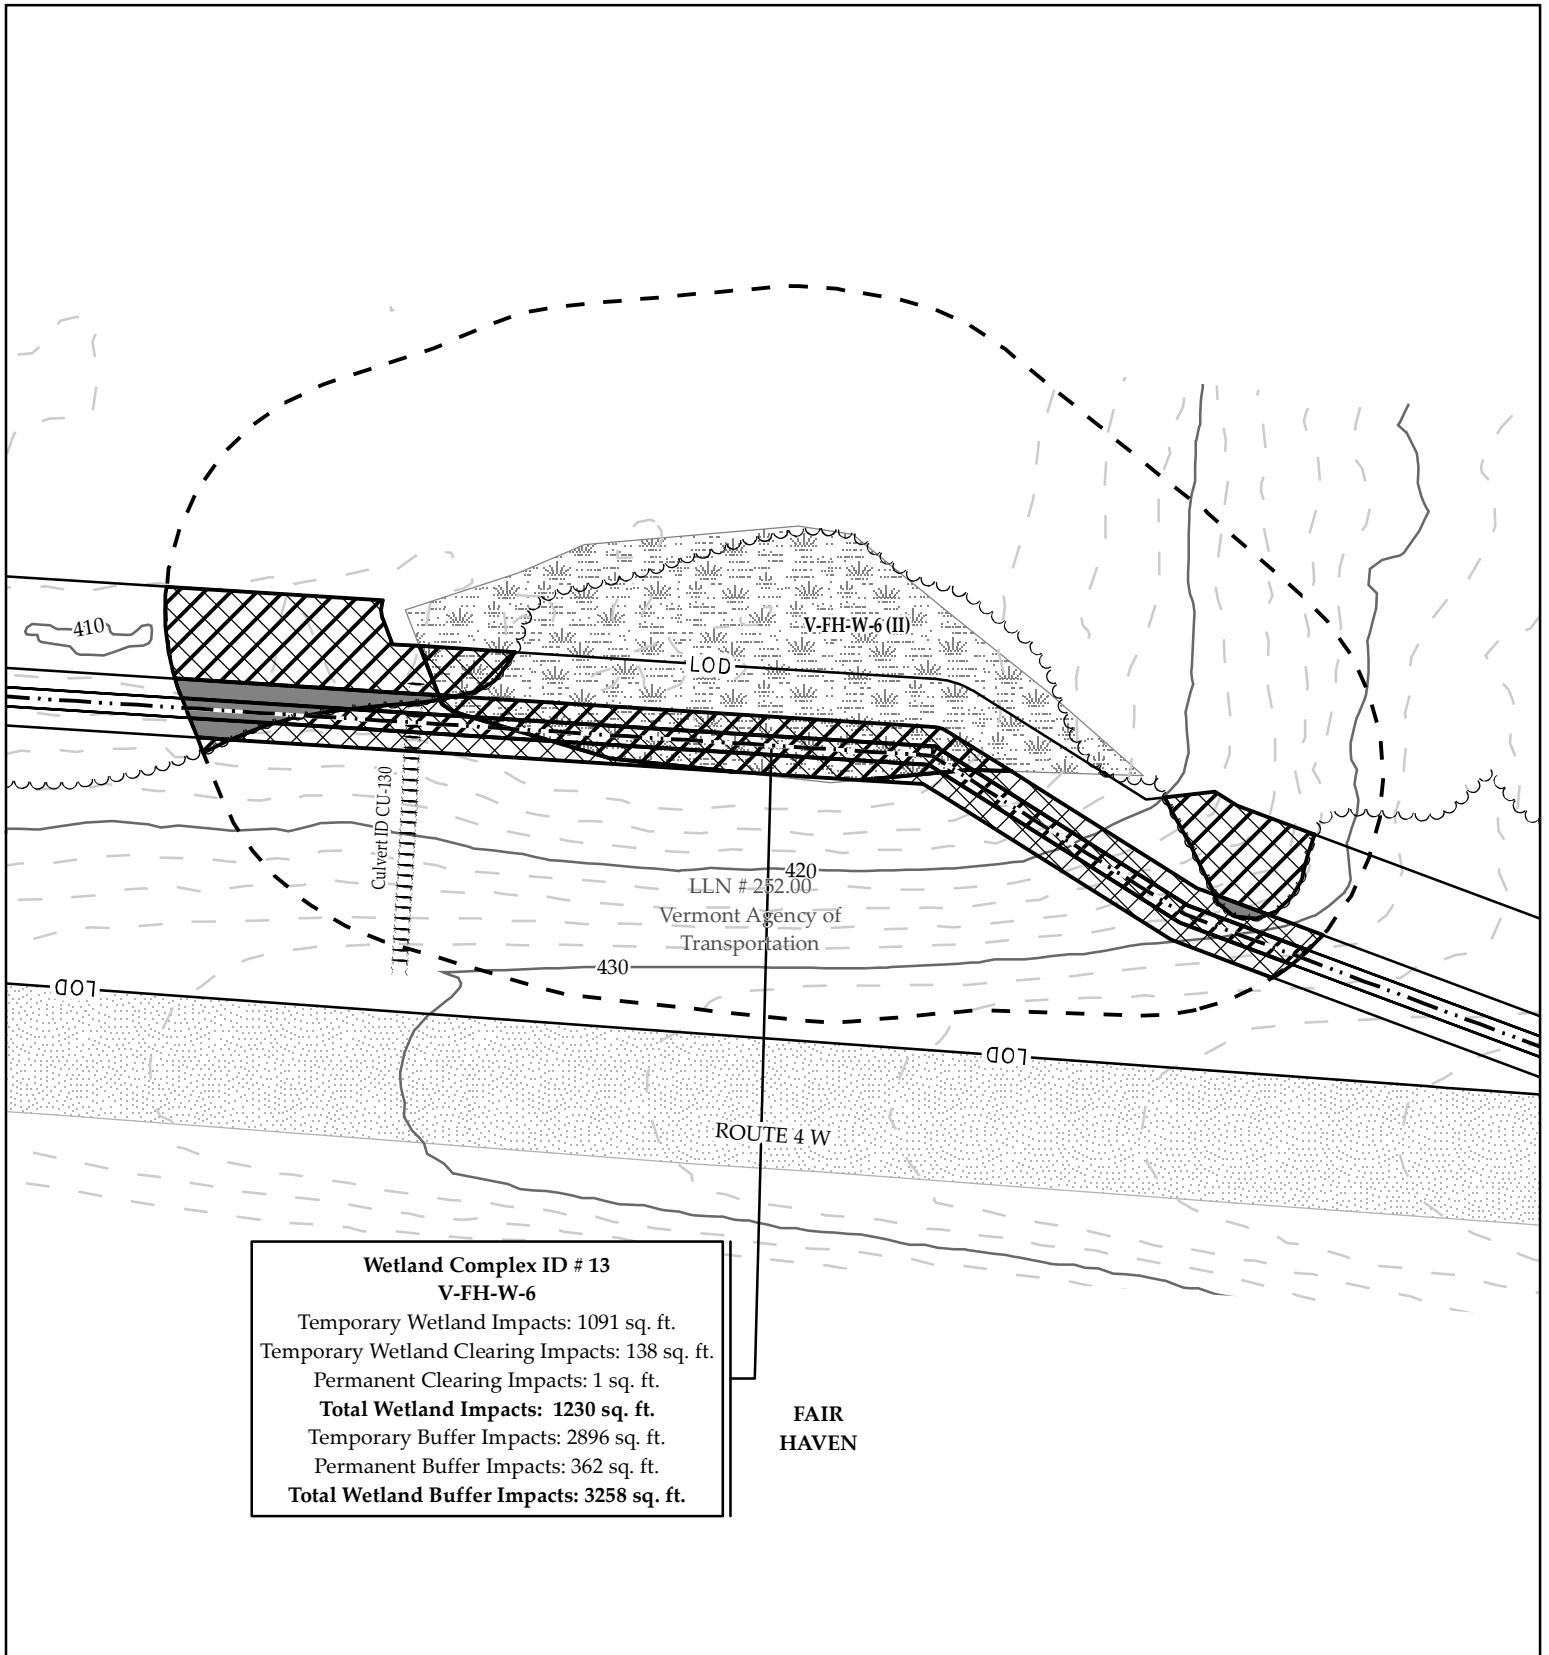 410
V-FH-W-6 (II)
LOD
Culvert ID CU-130
420
LLN # 252.00
Vermont Agency of
Transportation
430
LOD
LOD
ROUTE 4 W
Wetland Complex ID # 13
V-FH-W-6
Temporary Wetland Impacts: 1091 sq. ft.
Temporary Wetland Clearing Impacts: 138 sq. ft.
Permanent Clearing Impacts: 1 sq. ft.
Total Wetland Impacts:  1230 sq. ft.
Temporary Buffer Impacts: 2896 sq. ft.
Permanent Buffer Impacts: 362 sq. ft.
Total Wetland Buffer Impacts: 3258 sq. ft.
FAIR
HAVEN